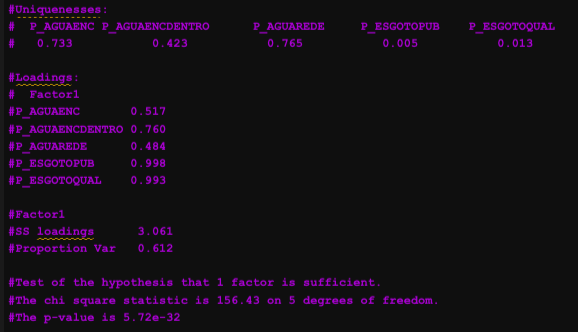 #Uniquenesses:
# P_AGUAENC P_AGUAENCDENTRO P_AGUAREDE P_ESGOTOPUB P_ESGOTOQUAL
# 0.733 0.423 0.765 0.005 0.013
#Loadings:
# Factor1
#P_AGUAENC 0.517
#P_AGUAENCDENTRO 0.760
#P_AGUAREDE 0.484
#P_ESGOTOPUB 0.998
#P_ESGOTOQUAL 0.993
#Factor1
#SS loadings 3.061
#Proportion Var 0.612
#Test of the hypothesis that 1 factor is sufficient.
#The chi square statistic is 156.43 on 5 degrees of freedom.
#The p-value is 5.72e-32